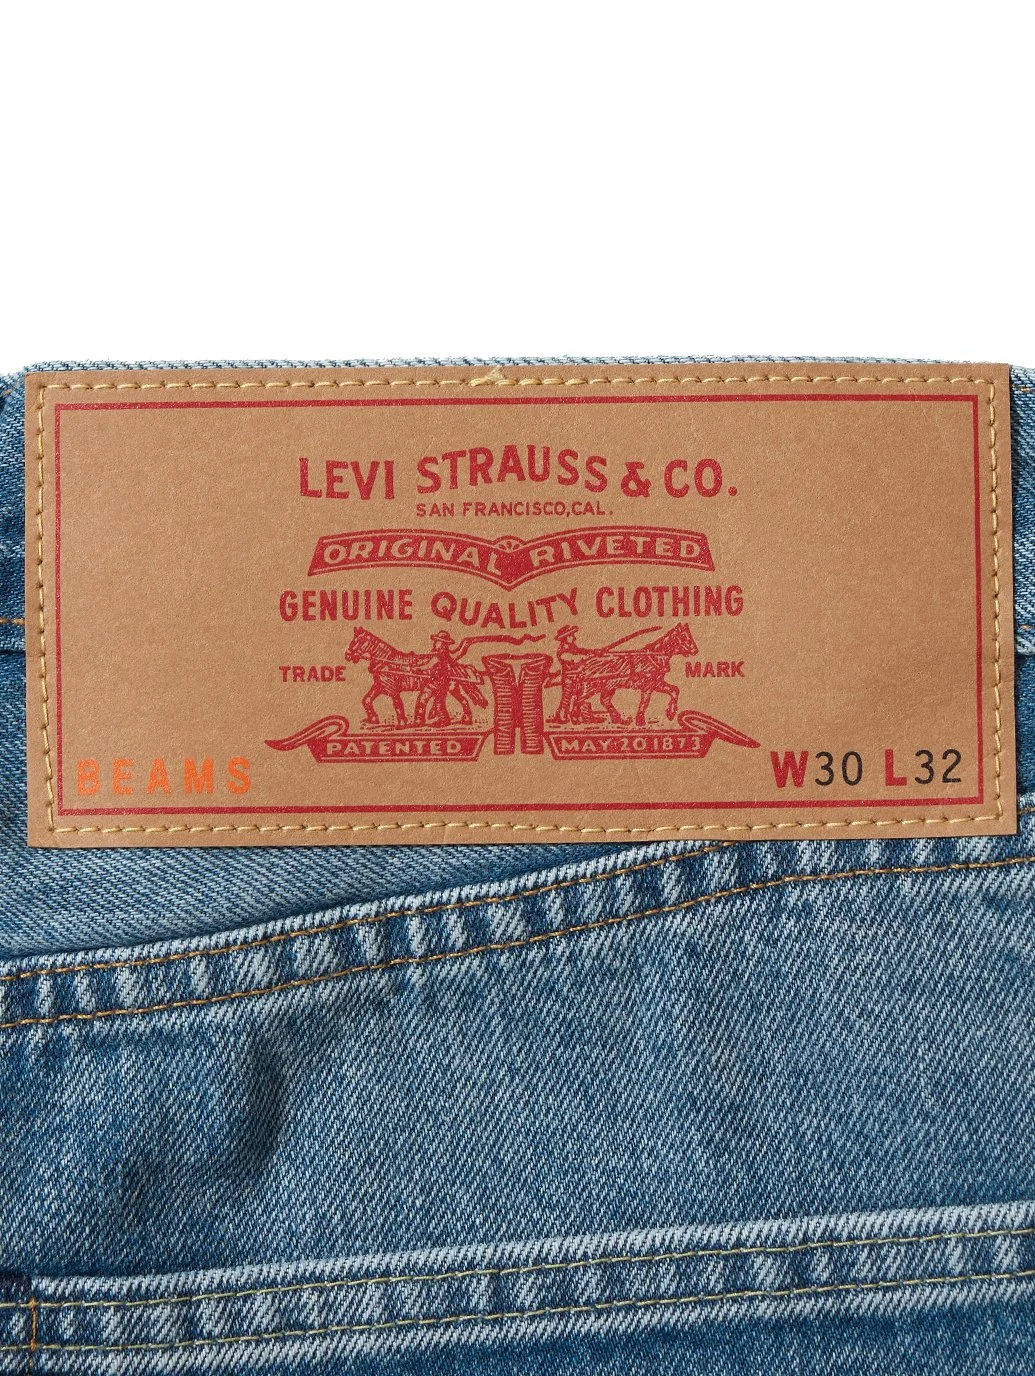 LEVI STRAUSS & CO.
SAN FRANCISCO,CAL.
ORIGINAL RIVETED
GENUINE QUALITY CLOTHING
TRADE MARK
PATENTED MAY·20 1873
BEAMS W30 L32